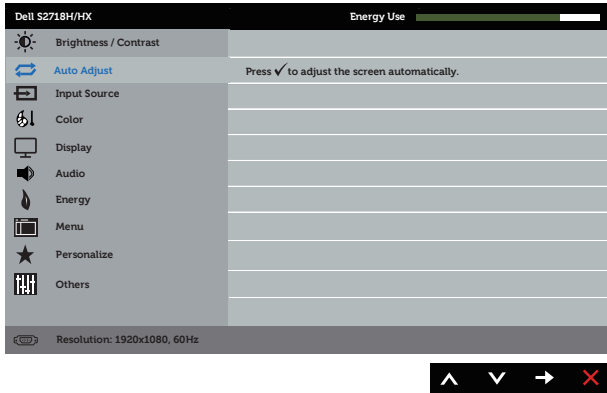 Dell S2718H/HX
Energy Use
Brightness / Contrast
Auto Adjust
Press ✓ to adjust the screen automatically.
Input Source
Color
Display
Audio
Energy
Menu
Personalize
Others
Resolution: 1920x1080, 60Hz